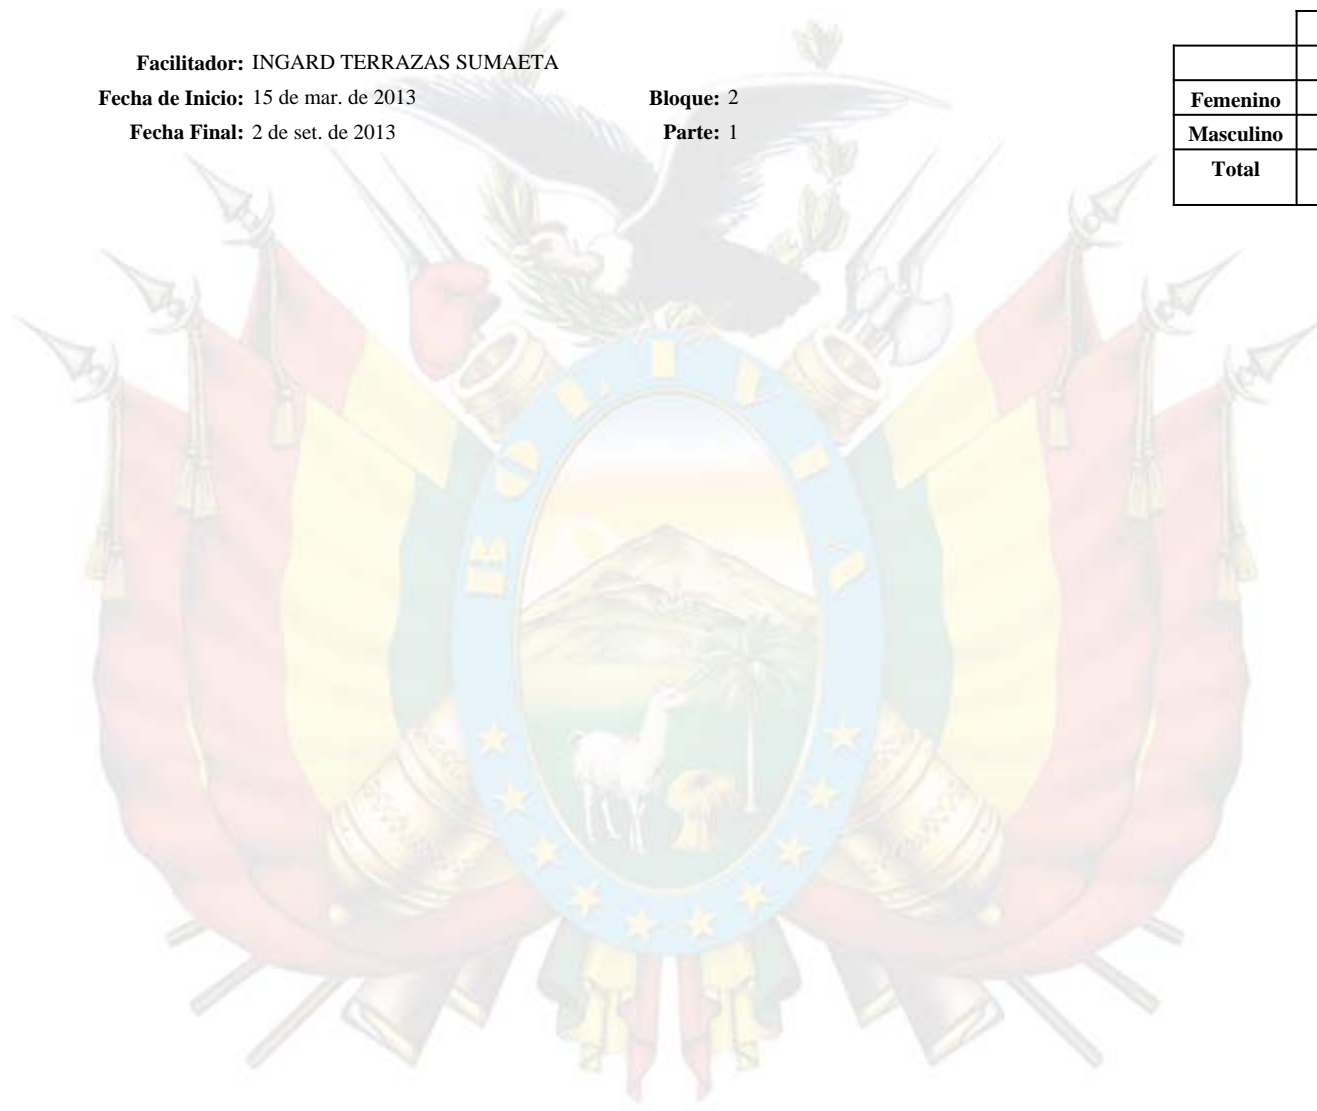 Facilitador: INGARD TERRAZAS SUMAETA
Fecha de Inicio: 15 de mar. de 2013 Bloque: 2
Fecha Final: 2 de set. de 2013 Parte: 1
Femenino
Masculino
Total
BOLIVIA